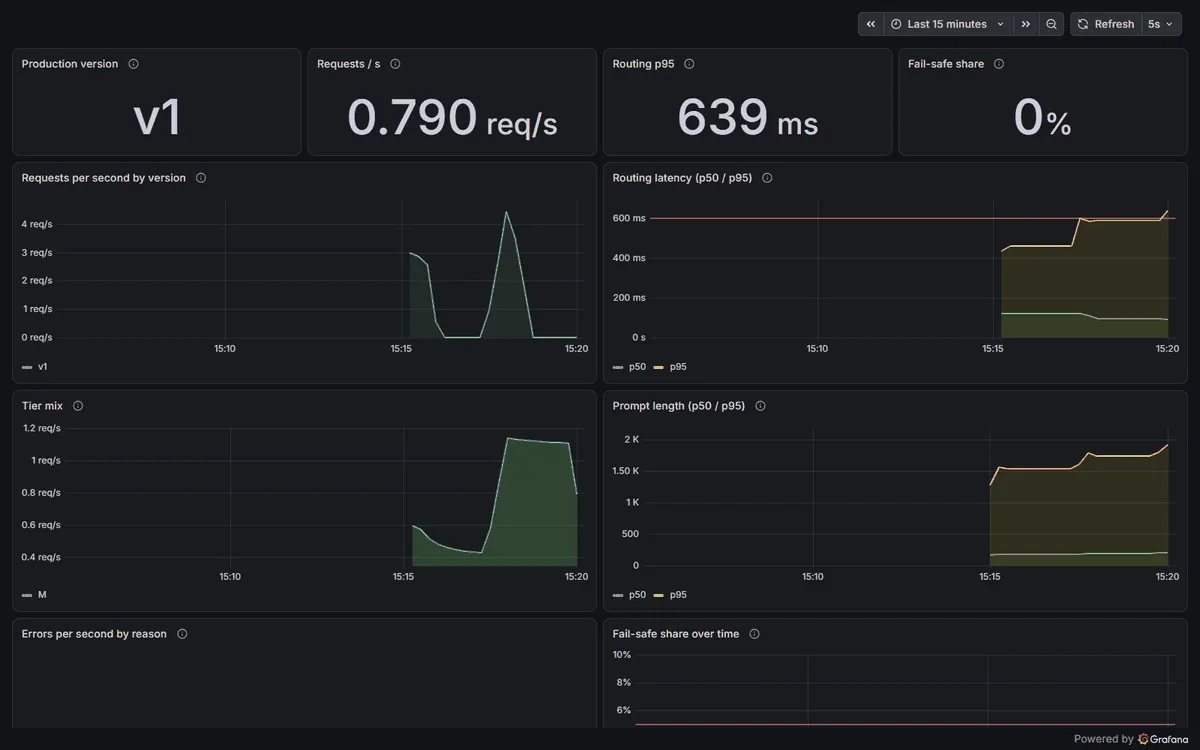 Last 15 minutes
Refresh
5s
Production version
v1
Requests / s
0.790 req/s
Routing p95
639 ms
Fail-safe share
0%
Requests per second by version
4 req/s
3 req/s
2 req/s
1 req/s
0 req/s
15:10
15:15
15:20
v1
Routing latency (p50 / p95)
600 ms
400 ms
200 ms
0 s
15:10
15:15
15:20
p50
p95
Tier mix
1.2 req/s
1 req/s
0.8 req/s
0.6 req/s
0.4 req/s
15:10
15:15
15:20
M
Prompt length (p50 / p95)
2 K
1.50 K
1 K
500
0
15:10
15:15
15:20
p50
p95
Errors per second by reason
Fail-safe share over time
10%
8%
6%
Powered by Grafana